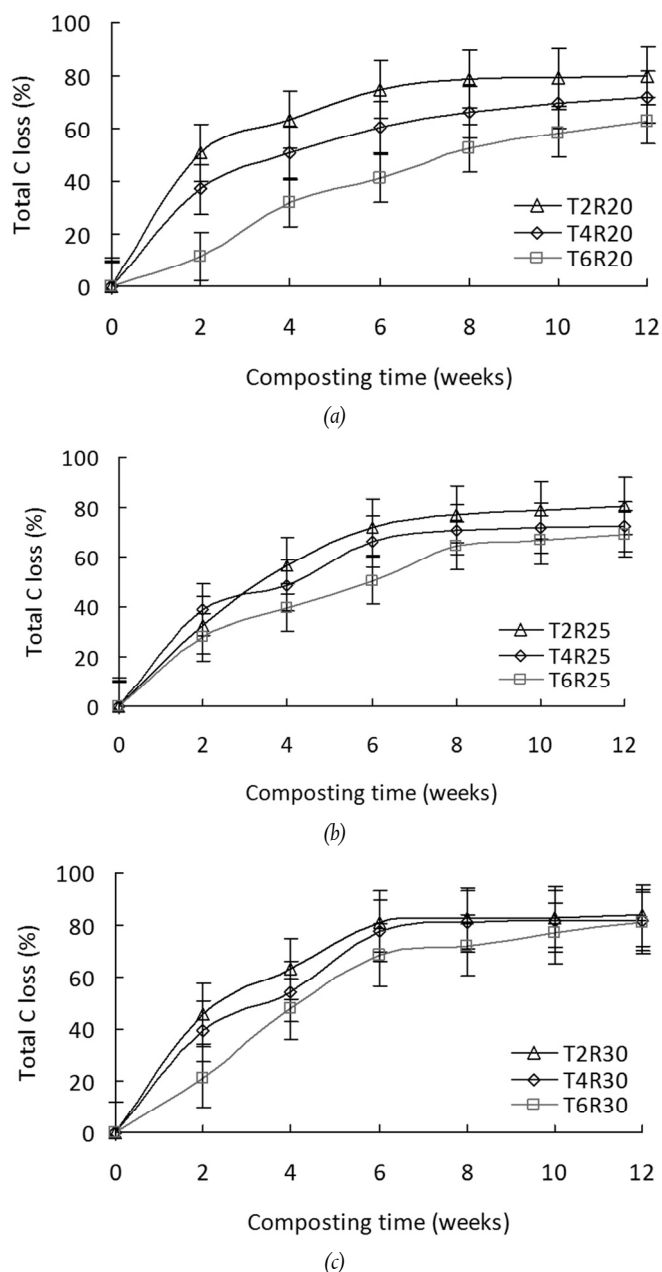 100
80
60
40
20
0
Total C loss (%)
T2R20
T4R20
T6R20
0 2 4 6 8 10 12
Composting time (weeks)
(a)
100
80
60
40
20
0
Total C loss (%)
T2R25
T4R25
T6R25
0 2 4 6 8 10 12
Composting time (weeks)
(b)
100
80
60
40
20
0
Total C loss (%)
T2R30
T4R30
T6R30
0 2 4 6 8 10 12
Composting time (weeks)
(c)